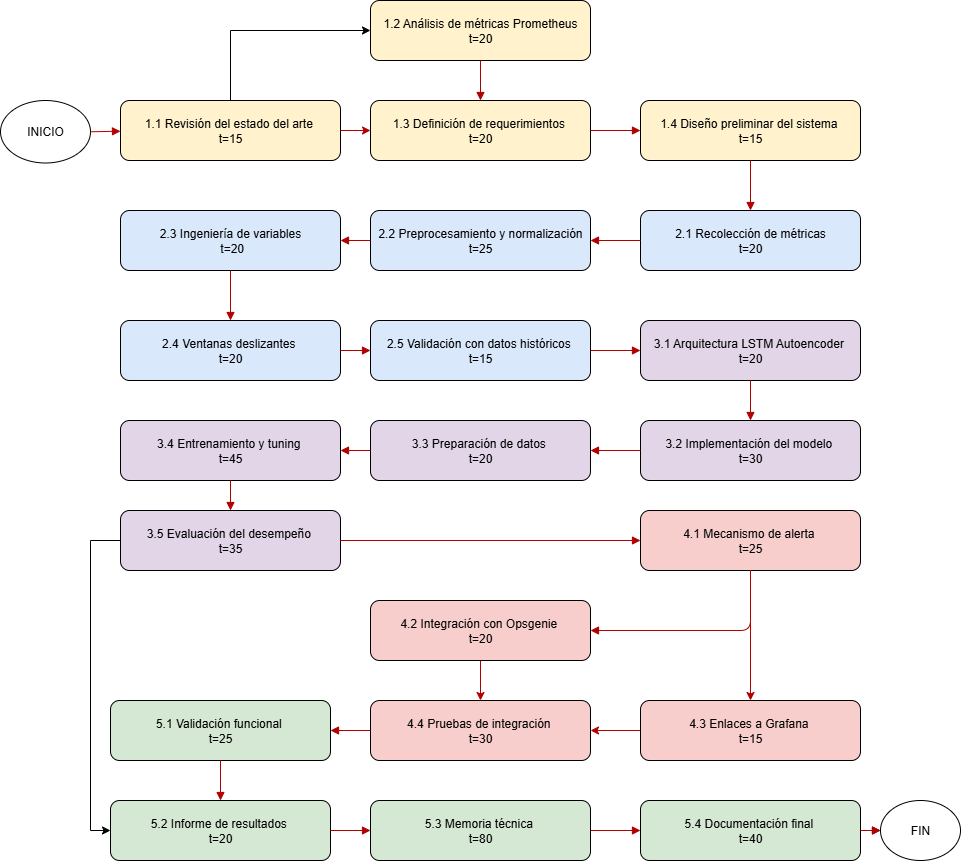 1.2 Análisis de métricas Prometheus
t=20
INICIO
1.1 Revisión del estado del arte
t=15
1.3 Definición de requerimientos
t=20
1.4 Diseño preliminar del sistema
t=15
2.3 Ingeniería de variables
t=20
2.2 Preprocesamiento y normalización
t=25
2.1 Recolección de métricas
t=20
2.4 Ventanas deslizantes
t=20
2.5 Validación con datos históricos
t=15
3.1 Arquitectura LSTM Autoencoder
t=20
3.4 Entrenamiento y tuning
t=45
3.3 Preparación de datos
t=20
3.2 Implementación del modelo
t=30
3.5 Evaluación del desempeño
t=35
4.1 Mecanismo de alerta
t=25
4.2 Integración con Opsgenie
t=20
5.1 Validación funcional
t=25
4.4 Pruebas de integración
t=30
4.3 Enlaces a Grafana
t=15
5.2 Informe de resultados
t=20
5.3 Memoria técnica
t=80
5.4 Documentación final
t=40
FIN